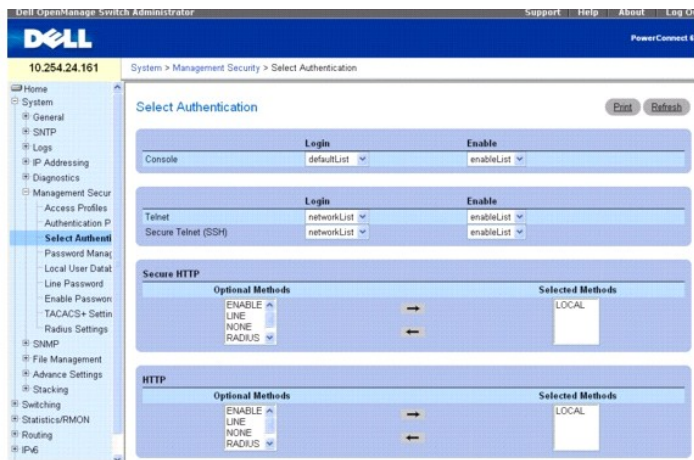 Dell OpenManage Switch Administrator
Support Help About Log O
DELL
PowerConnect 6
10.254.24.161
System > Management Security > Select Authentication
Home
System
General
SNTP
Logs
IP Addressing
Diagnostics
Management Secur
Access Profiles
Authentication P
Select Authenti
Password Manag
Local User Datab
Line Password
Enable Password
TACACS+ Settin
Radius Settings
SNMP
File Management
Advance Settings
Stacking
Switching
Statistics/RMON
Routing
IPv6
Select Authentication
Print Refresh
Login Enable
Console defaultList enableList
Login Enable
Telnet networkList enableList
Secure Telnet (SSH) networkList enableList
Secure HTTP
Optional Methods Selected Methods
ENABLE
LINE
NONE
RADIUS
LOCAL
HTTP
Optional Methods Selected Methods
ENABLE
LINE
NONE
RADIUS
LOCAL